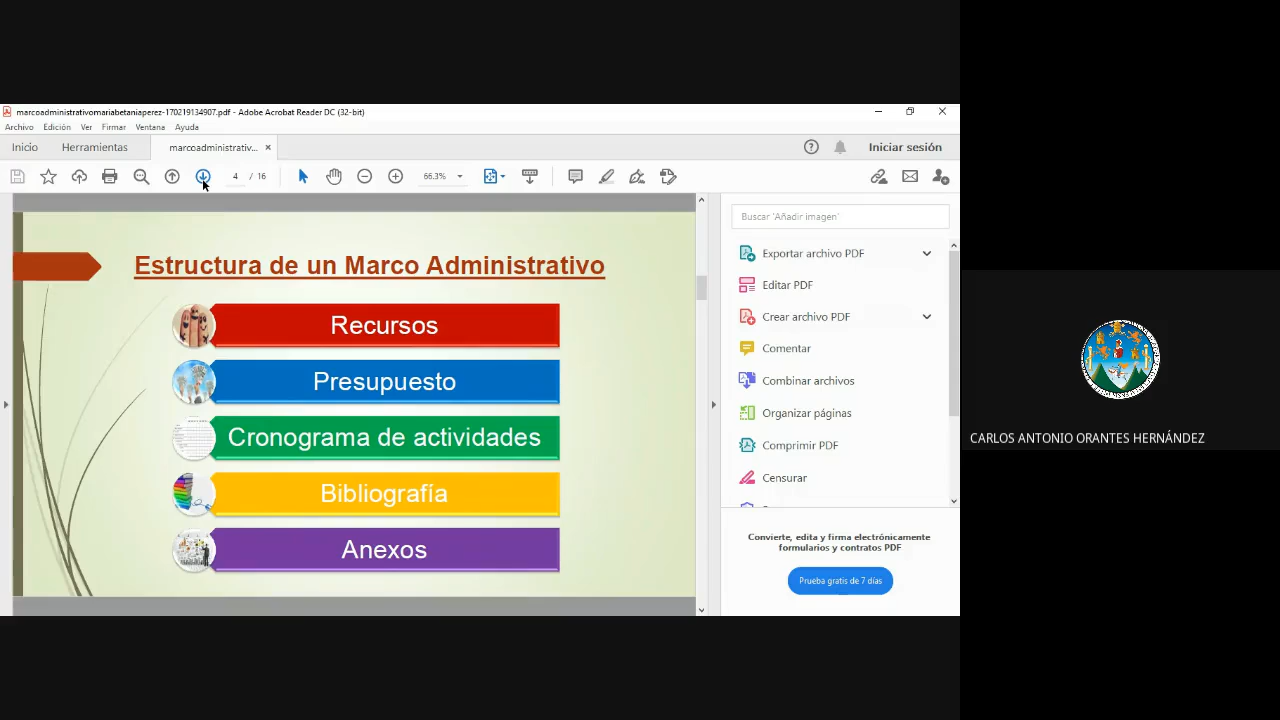 marcoadministrativomariabetaniaperez-170219134907.pdf - Adobe Acrobat Reader DC (32-bit)
Archivo Edición Ver Firmar Ventana Ayuda
Inicio Herramientas marcoadministrativ... × Iniciar sesión
4 / 16 66.3%
Buscar 'Añadir imagen'
Estructura de un Marco Administrativo
Recursos
Presupuesto
Cronograma de actividades
Bibliografía
Anexos
Exportar archivo PDF
Editar PDF
Crear archivo PDF
Comentar
Combinar archivos
Organizar páginas
Comprimir PDF
Censurar
Convierte, edita y firma electrónicamente
formularios y contratos PDF
Prueba gratis de 7 días
CARLOS ANTONIO ORANTES HERNÁNDEZ